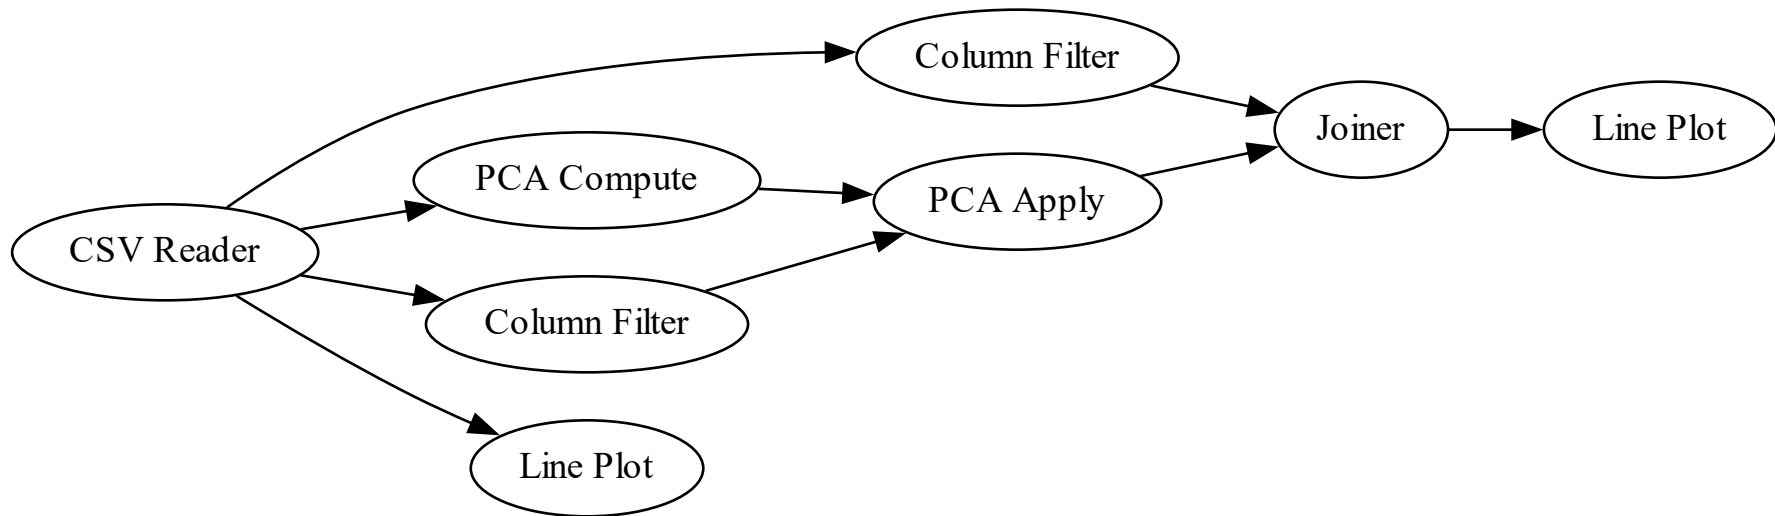 Column Filter
Joiner
Line Plot
PCA Compute
PCA Apply
CSV Reader
Column Filter
Line Plot